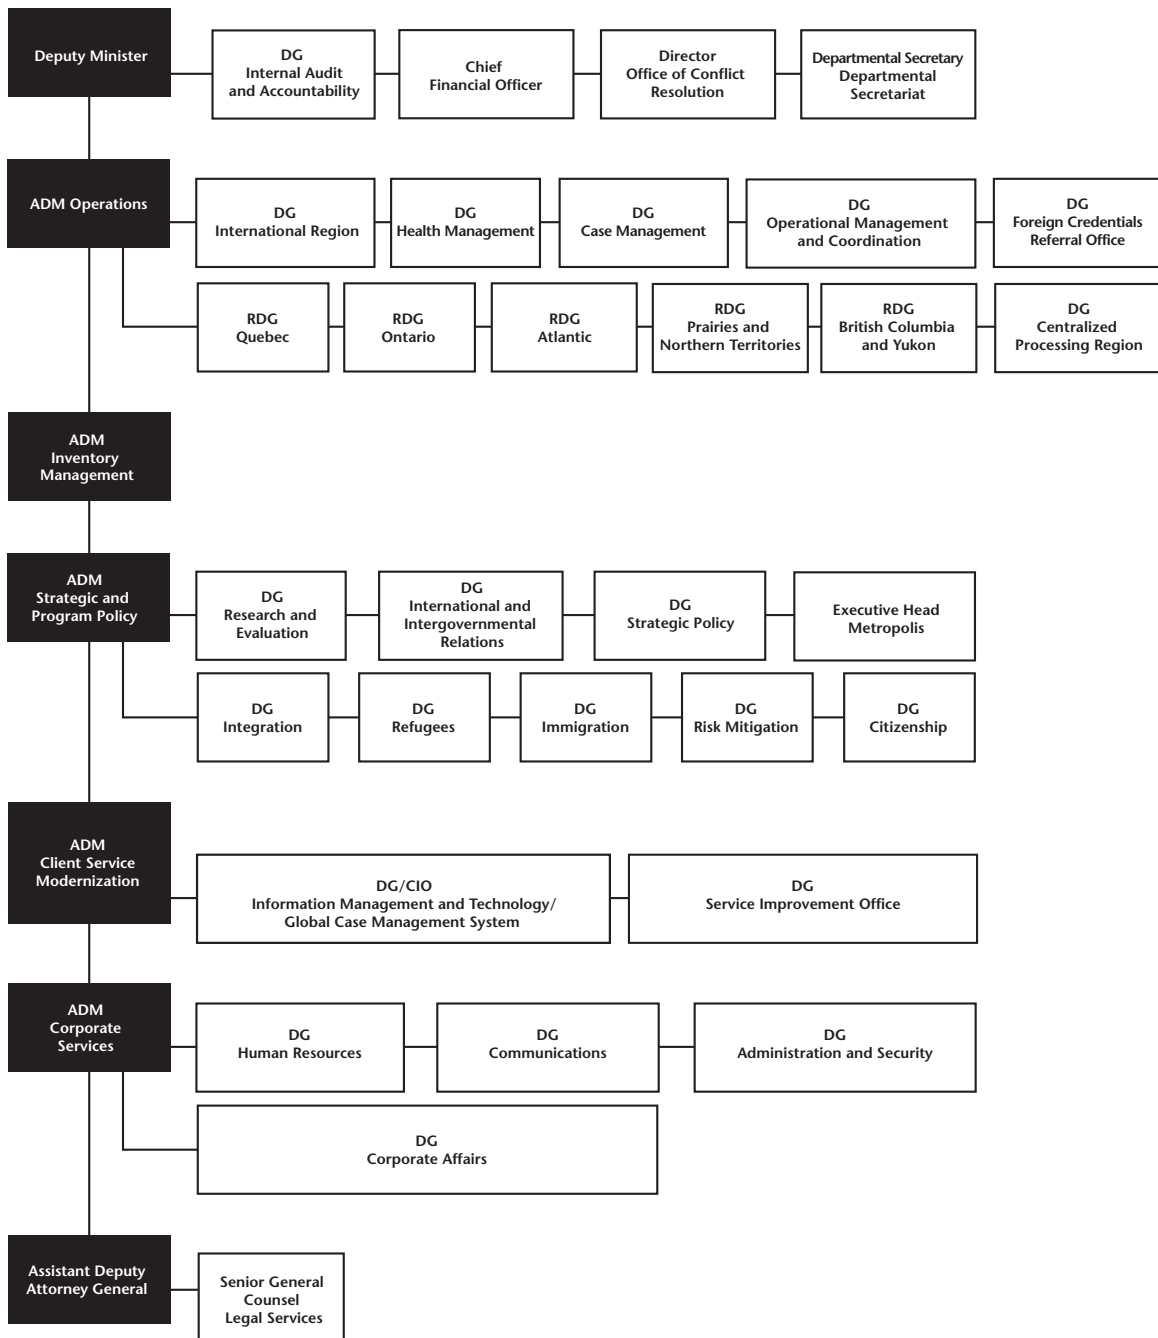 Deputy Minister
DG
Internal Audit
and Accountability
Chief
Financial Officer
Director
Office of Conflict
Resolution
Departmental Secretary
Departmental
Secretariat
ADM Operations
DG
International Region
DG
Health Management
DG
Case Management
DG
Operational Management
and Coordination
DG
Foreign Credentials
Referral Office
RDG
Quebec
RDG
Ontario
RDG
Atlantic
RDG
Prairies and
Northern Territories
RDG
British Columbia
and Yukon
DG
Centralized
Processing Region
ADM
Inventory
Management
ADM
Strategic and
Program Policy
DG
Research and
Evaluation
DG
International and
Intergovernmental
Relations
DG
Strategic Policy
Executive Head
Metropolis
DG
Integration
DG
Refugees
DG
Immigration
DG
Risk Mitigation
DG
Citizenship
ADM
Client Service
Modernization
DG/CIO
Information Management and Technology/
Global Case Management System
DG
Service Improvement Office
ADM
Corporate
Services
DG
Human Resources
DG
Communications
DG
Administration and Security
DG
Corporate Affairs
Assistant Deputy
Attorney General
Senior General
Counsel
Legal Services